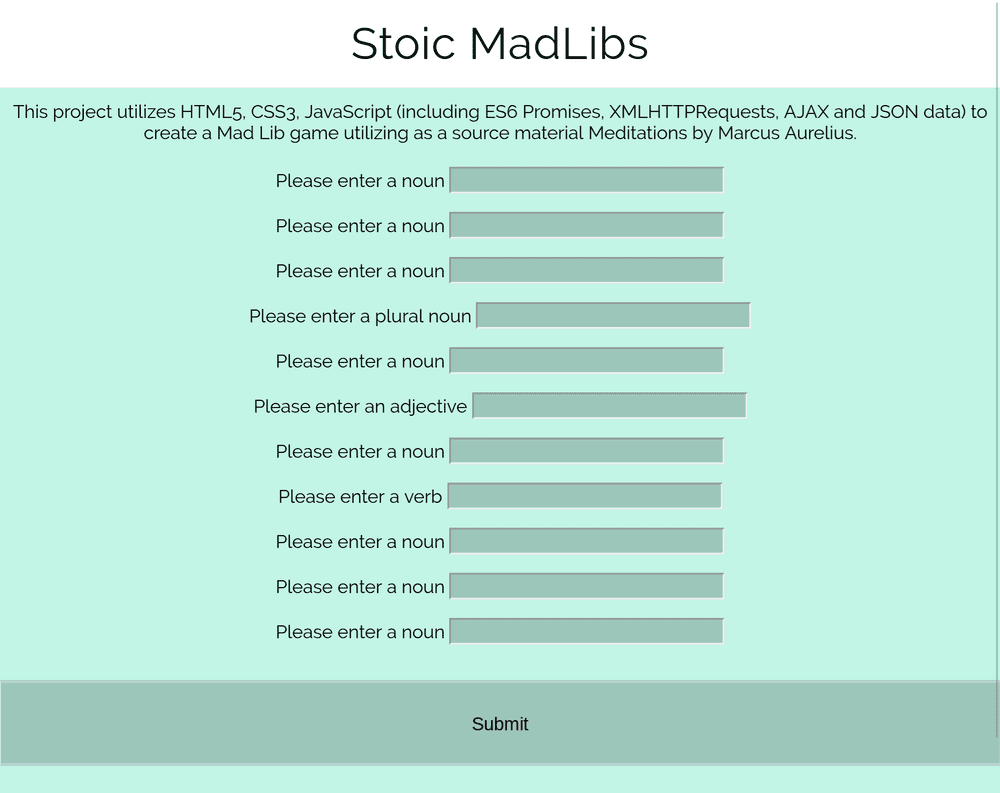 Stoic MadLibs
This project utilizes HTML5, CSS3, JavaScript (including ES6 Promises, XMLHTTPRequests, AJAX and JSON data) to
create a Mad Lib game utilizing as a source material Meditations by Marcus Aurelius.
Please enter a noun
Please enter a noun
Please enter a noun
Please enter a plural noun
Please enter a noun
Please enter an adjective
Please enter a noun
Please enter a verb
Please enter a noun
Please enter a noun
Please enter a noun
Submit